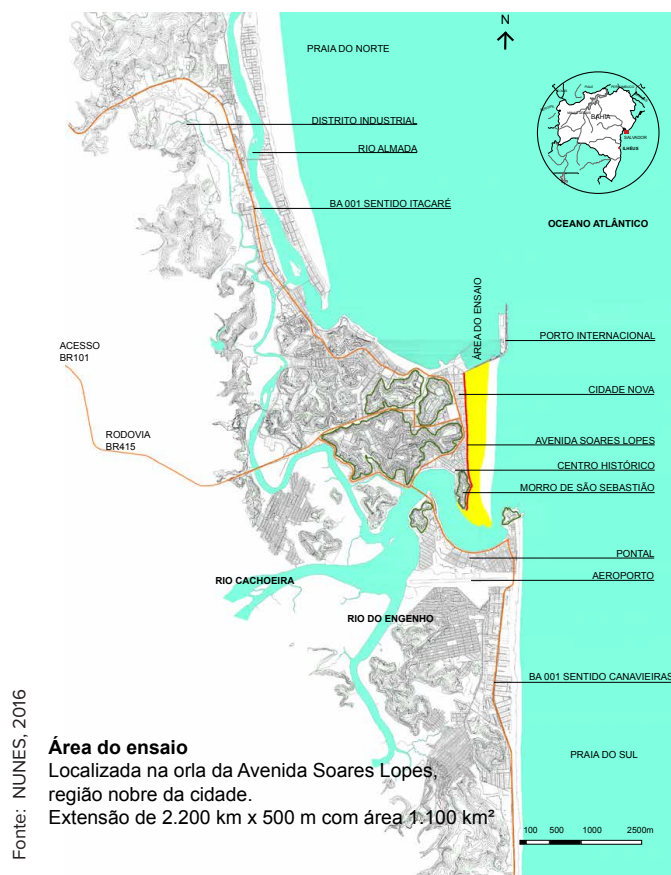 N
PRAIA DO NORTE
BAHIA
SALVADOR
ILHÉUS
DISTRITO INDUSTRIAL
RIO ALMADA
BA 001 SENTIDO ITACARÉ
OCEANO ATLÂNTICO
ÁREA DO ENSAIO
PORTO INTERNACIONAL
ACESSO
BR101
CIDADE NOVA
RODOVIA
BR415
AVENIDA SOARES LOPES
CENTRO HISTÓRICO
MORRO DE SÃO SEBASTIÃO
PONTAL
RIO CACHOEIRA
AEROPORTO
RIO DO ENGENHO
BA 001 SENTIDO CANAVIEIRAS
PRAIA DO SUL
Fonte: NUNES, 2016
Área do ensaio
Localizada na orla da Avenida Soares Lopes,
região nobre da cidade.
Extensão de 2.200 km x 500 m com área 1.100 km²
100 500 1000 2500m